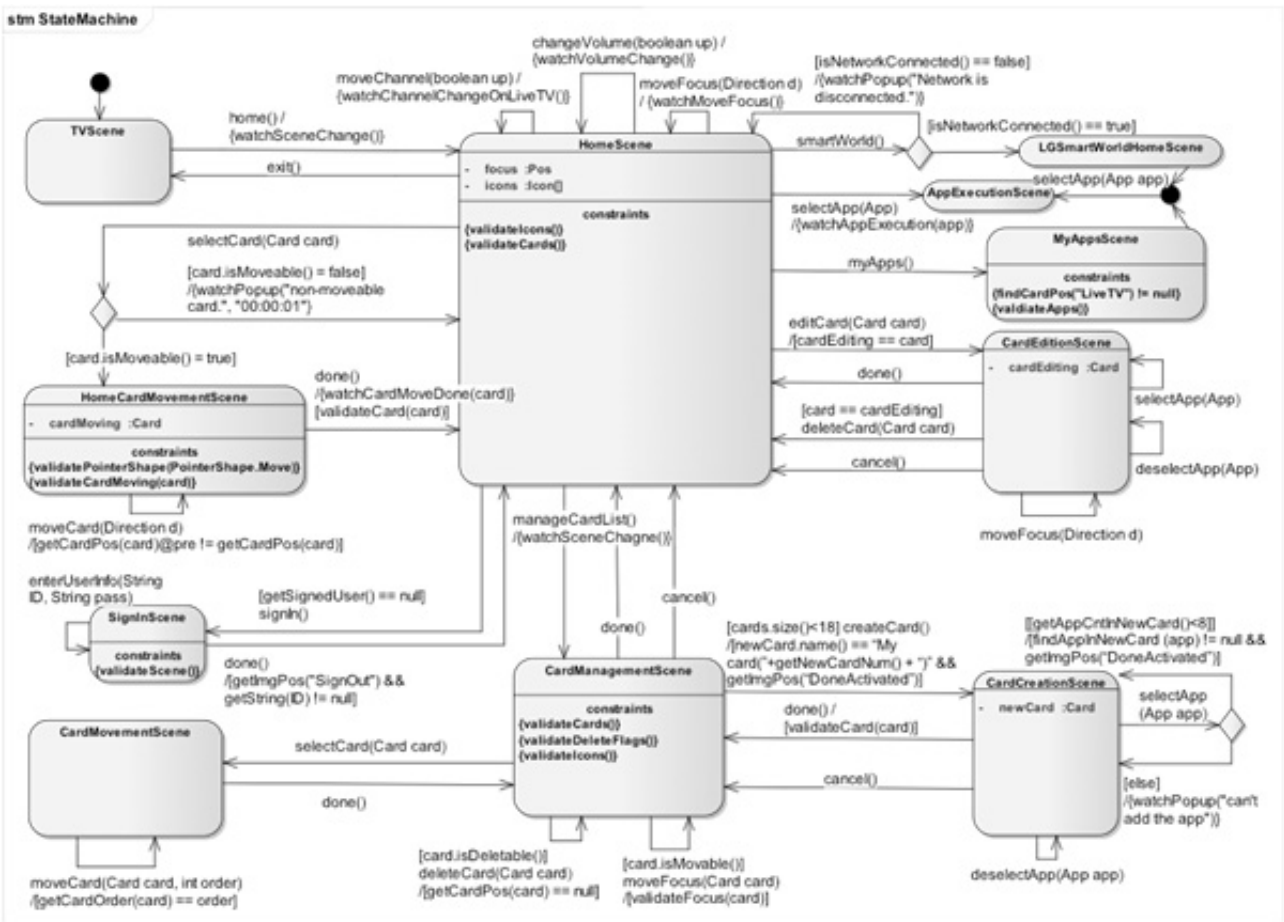 stm StateMachine
changeVolume(boolean up) /
{watchVolumeChange()}
moveChannel(boolean up) /
{watchChannelChangeOnLiveTV()}
moveFocus(Direction d)
/ {watchMoveFocus()}
[isNetworkConnected() == false]
/{watchPopup("Network is
disconnected.")}
[isNetworkConnected() == true]
TVScene
home() /
{watchSceneChange()}
exit()
HomeScene
- focus :Pos
- icons :Icon[]
constraints
{validateIcons()}
{validateCards()}
smartWorld()
LGSmartWorldHomeScene
selectApp(App app)
AppExecutionScene
selectApp(App)
/{watchAppExecution(app)}
MyAppsScene
constraints
{findCardPos("LiveTV") != null}
{valdiateApps()}
myApps()
selectCard(Card card)
[card.isMoveable() = false]
/{watchPopup("non-moveable
card.", "00:00:01"}
[card.isMoveable() = true]
editCard(Card card)
/[cardEditing == card]
done()
[card == cardEditing]
deleteCard(Card card)
cancel()
CardEditionScene
- cardEditing :Card
selectApp(App)
deselectApp(App)
moveFocus(Direction d)
HomeCardMovementScene
- cardMoving :Card
constraints
{validatePointerShape(PointerShape.Move)}
{validateCardMoving(card)}
done()
/{watchCardMoveDone(card)}
[validateCard(card)]
moveCard(Direction d)
/[getCardPos(card)@pre != getCardPos(card)]
manageCardList()
/{watchSceneChagne()}
done()
cancel()
enterUserInfo(String
ID, String pass)
SignInScene
constraints
{validateScene()}
[getSignedUser() == null]
signIn()
done()
/[getImgPos("SignOut") &&
getString(ID) != null]
CardManagementScene
constraints
{validateCards()}
{validateDeleteFlags()}
{validateIcons()}
[cards.size()<18] createCard()
/[newCard.name() == "My
card("+getNewCardNum() + ")" &&
getImgPos("DoneActivated")]
done() /
[validateCard(card)]
cancel()
CardCreationScene
- newCard :Card
[[getAppCntInNewCard()<8]]
/[findAppInNewCard (app) != null &&
getImgPos("DoneActivated")]
selectApp
(App app)
[else]
/{watchPopup("can't
add the app")}
deselectApp(App app)
CardMovementScene
selectCard(Card card)
done()
moveCard(Card card, int order)
/[getCardOrder(card) == order]
[card.isDeletable()]
deleteCard(Card card)
/[getCardPos(card) == null]
[card.isMovable()]
moveFocus(Card card)
/[validateFocus(card)]